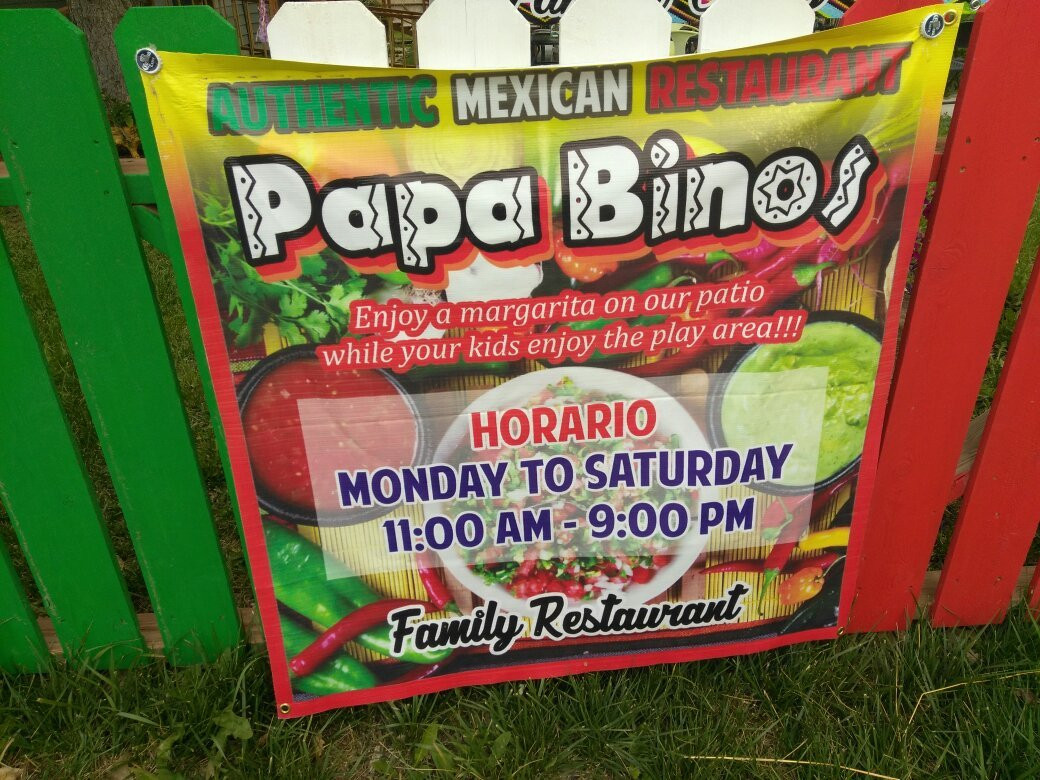 AUTHENTIC MEXICAN RESTAURANT
Papa Binos
Enjoy a margarita on our patio
while your kids enjoy the play area!!!
HORARIO
MONDAY TO SATURDAY
11:00 AM - 9:00 PM
Family Restaurant